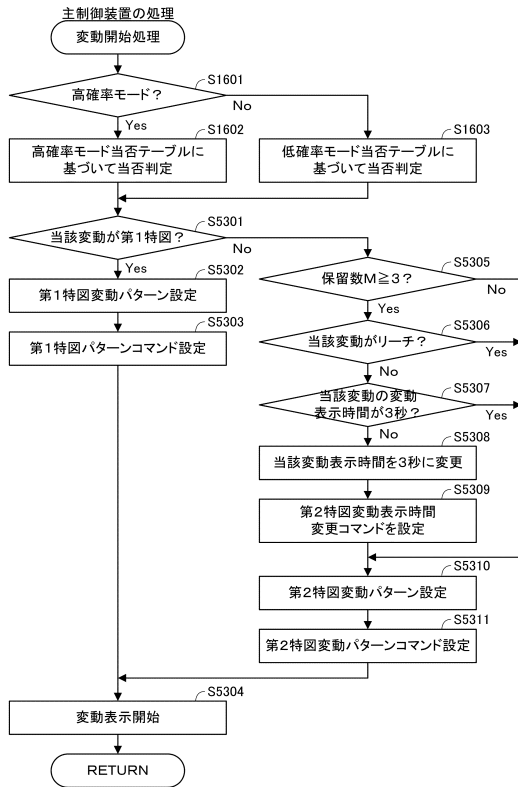 主制御装置の処理
変動開始処理
S1601
高確率モード？
No
Yes
S1602
高確率モード当否テーブルに
基づいて当否判定
S1603
低確率モード当否テーブルに
基づいて当否判定
S5301
当該変動が第１特図？
No
Yes
S5302
第１特図変動パターン設定
S5303
第１特図パターンコマンド設定
S5305
保留数Ｍ≧３？
No
Yes
S5306
当該変動がリーチ？
Yes
No
S5307
当該変動の変動
表示時間が３秒？
Yes
No
S5308
当該変動表示時間を３秒に変更
S5309
第２特図変動表示時間
変更コマンドを設定
S5310
第２特図変動パターン設定
S5311
第２特図変動パターンコマンド設定
S5304
変動表示開始
RETURN